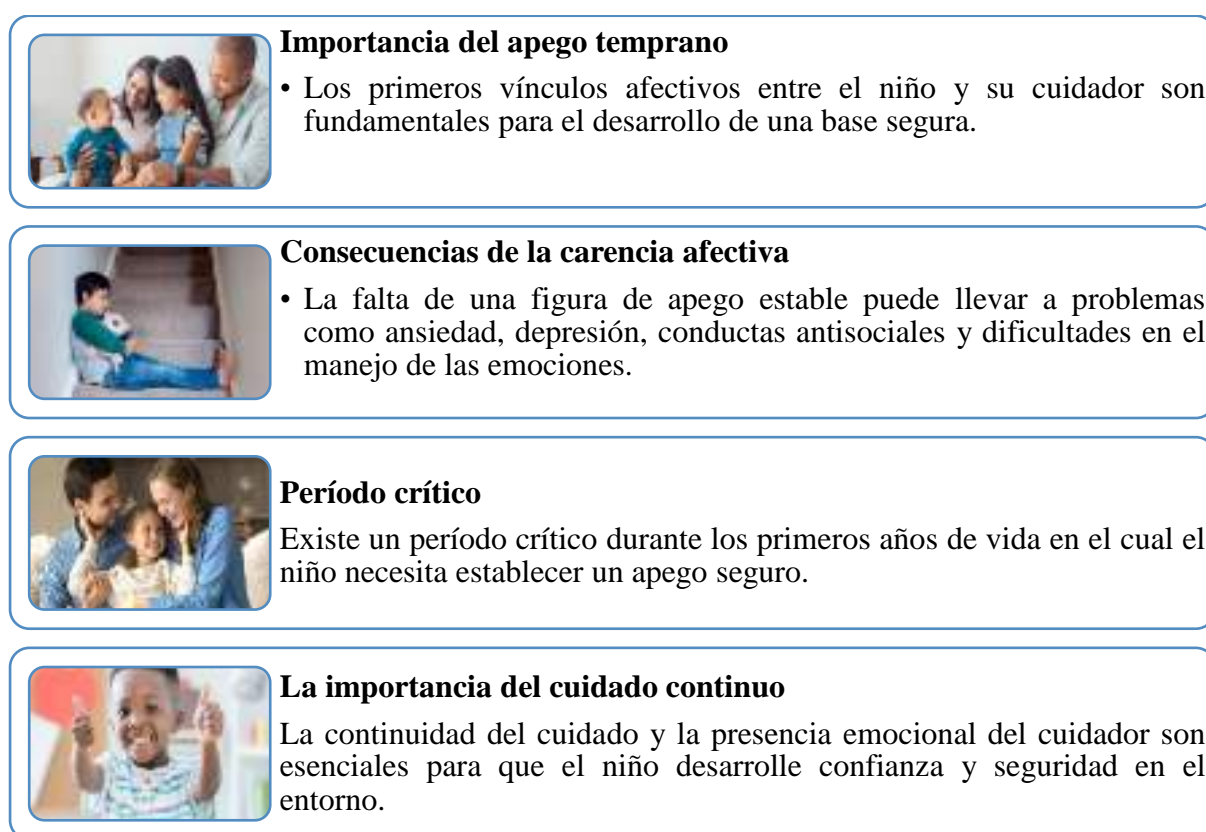 Importancia del apego temprano
• Los primeros vínculos afectivos entre el niño y su cuidador son
fundamentales para el desarrollo de una base segura.
Consecuencias de la carencia afectiva
• La falta de una figura de apego estable puede llevar a problemas
como ansiedad, depresión, conductas antisociales y dificultades en el
manejo de las emociones.
Período crítico
Existe un período crítico durante los primeros años de vida en el cual el
niño necesita establecer un apego seguro.
La importancia del cuidado continuo
La continuidad del cuidado y la presencia emocional del cuidador son
esenciales para que el niño desarrolle confianza y seguridad en el
entorno.